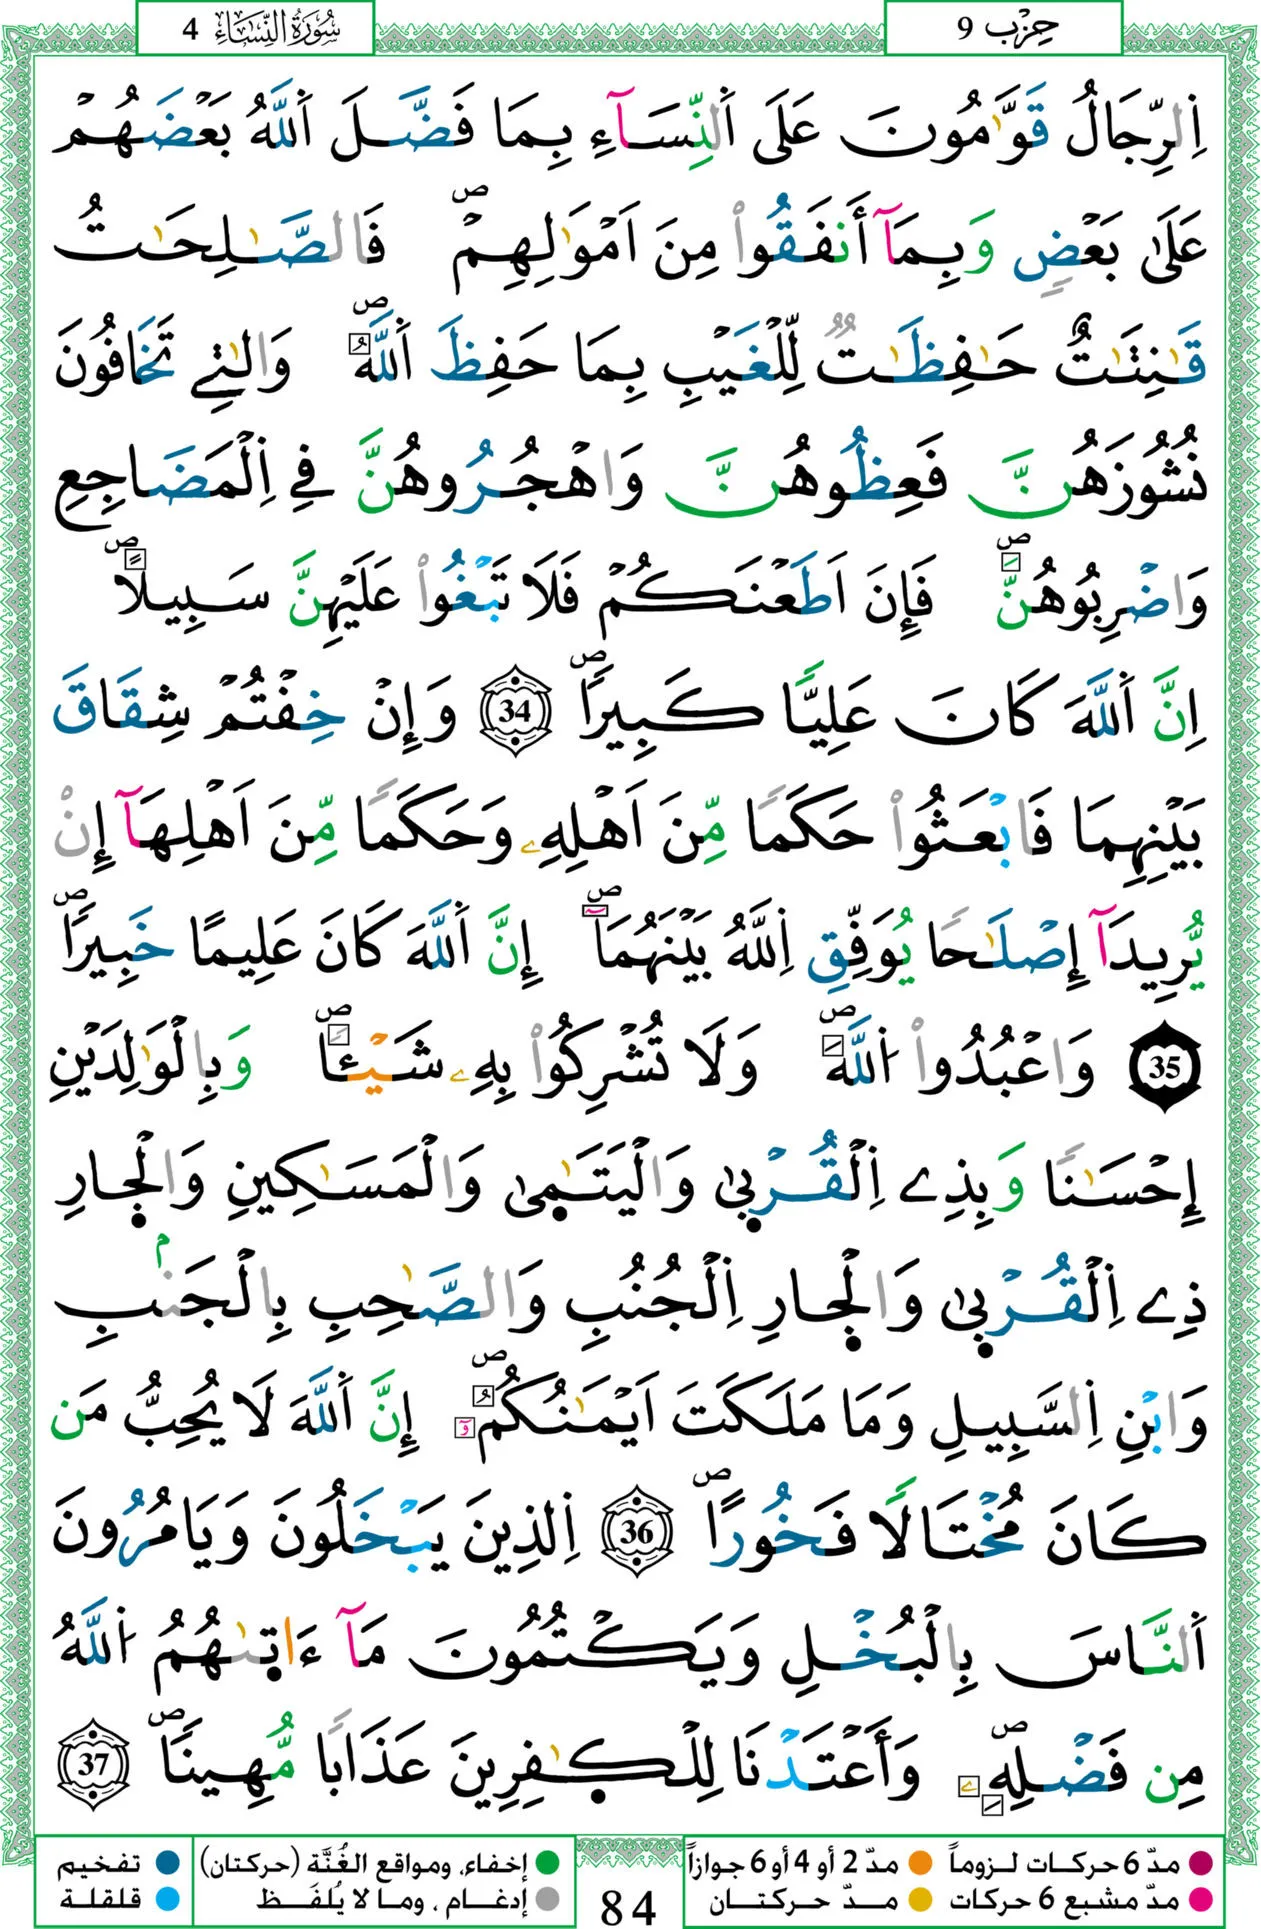 سُورَةُ النِّسَاءِ 4
حِزْب 9
اِ۬لرِّجَالُ قَوَّٰمُونَ عَلَى اَ۬لنِّسَآءِ بِمَا فَضَّلَ اَ۬للَّهُ بَعْضَهُمْ
عَلَىٰ بَعْضٖ وَبِمَآ أَنفَقُواْ مِنَ اَمْوَٰلِهِمْۖ فَالصَّٰلِحَٰتُ
قَٰنِتَٰتٌ حَٰفِظَٰتٞ لِّلْغَيْبِ بِمَا حَفِظَ اَ۬للَّهُۖ وَالٰتِے تَخَافُونَ
نُشُوزَهُنَّ فَعِظُوهُنَّ وَاهْجُرُوهُنَّ فِے اِ۬لْمَضَاجِعِ
وَاضْرِبُوهُنَّۖ فَإِنَ اَطَعْنَكُمْ فَلَا تَبْغُواْ عَلَيْهِنَّ سَبِيلاًۖ
اِنَّ اَ۬للَّهَ كَانَ عَلِيّاٗ كَبِيراٗۖ 34 وَإِنْ خِفْتُمْ شِقَاقَ
بَيْنِهِمَا فَابْعَثُواْ حَكَماٗ مِّنَ اَهْلِهِۦ وَحَكَماٗ مِّنَ اَهْلِهَآ إِنْ
يُّرِيدَآ إِصْلَٰحاٗ يُوَفِّقِ اِ۬للَّهُ بَيْنَهُمَآۖ إِنَّ اَ۬للَّهَ كَانَ عَلِيماً خَبِيراٗۖ
35 وَاعْبُدُواْ اُ۬للَّهَۖ وَلَا تُشْرِكُواْ بِهِۦ شَيْـٔاٗۖ وَبِالْوَٰلِدَيْنِ
إِحْسَٰناٗ وَبِذِے اِ۬لْقُرْبَىٰ وَالْيَتَٰمَىٰ وَالْمَسَٰكِينِ وَالْجَارِ
ذِے اِ۬لْقُرْبَىٰ وَالْجَارِ اِ۬لْجُنُبِ وَالصَّٰحِبِ بِالْجَنۢبِ
وَابْنِ اِ۬لسَّبِيلِ وَمَا مَلَكَتَ اَيْمَٰنُكُمُۥٓۖ إِنَّ اَ۬للَّهَ لَا يُحِبُّ مَن
كَانَ مُخْتَالاٗ فَخُوراًۖ 36 اِ۬لذِينَ يَبْخَلُونَ وَيَامُرُونَ
اَ۬لنَّاسَ بِالْبُخْلِ وَيَكْتُمُونَ مَآ ءَاتَىٰهُمُ اُ۬للَّهُ
مِن فَضْلِهِۦۖ وَأَعْتَدْنَا لِلْكَٰفِرِينَ عَذَاباٗ مُّهِيناٗۖ 37
مدّ 6 حركات لـزوماً مدّ 2 أو 4 أو 6 جوازاً
مدّ مشبع 6 حركات مـدّ حـركـتـان
84
إخفاء، ومواقع الغُنَّة (حركتان) تفخيم
إدغـام ، ومـا لا يُلفَـظ قلقلة